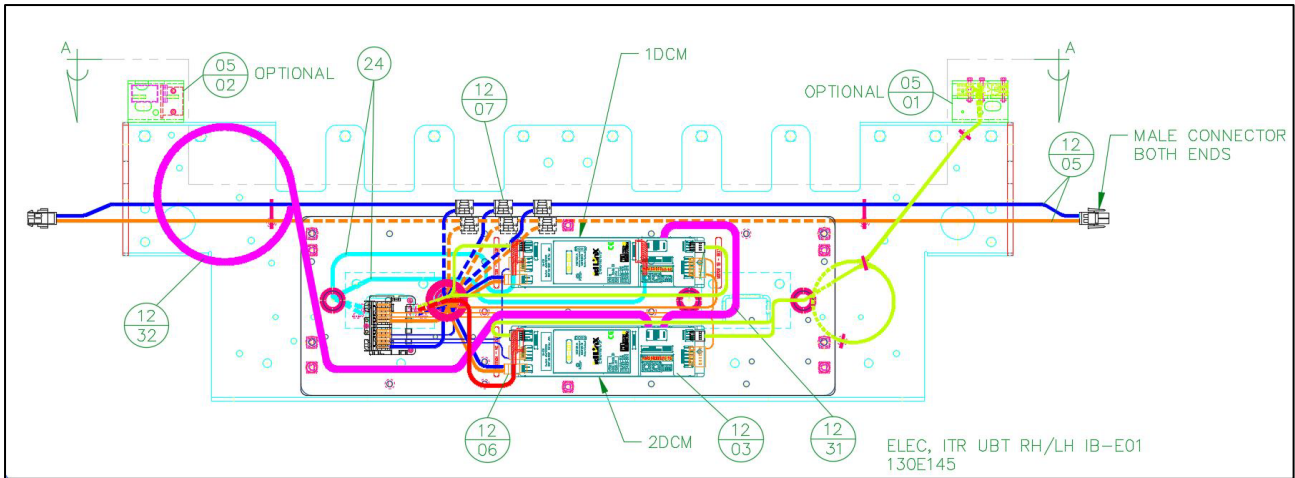 A
24
1DCM
A
05
02
OPTIONAL
12
07
OPTIONAL
05
01
12
05
MALE CONNECTOR
BOTH ENDS
12
32
12
06
2DCM
12
03
12
31
ELEC, ITR UBT RH/LH IB-E01
130E145